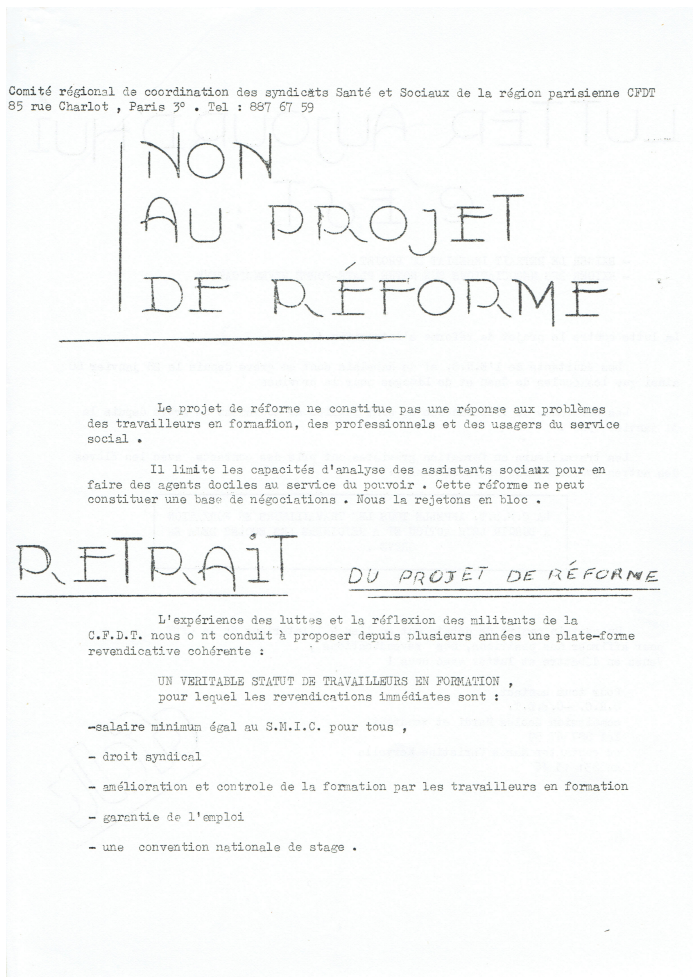 Comité régional de coordination des syndicats Santé et Sociaux de la région parisienne CFDT
85 rue Charlot , Paris 3° . Tel : 887 67 59
NON
AU PROJET
DE RÉFORME
Le projet de réforme ne constitue pas une réponse aux problèmes
des travailleurs en formation, des professionnels et des usagers du service
social .
Il limite les capacités d'analyse des assistants sociaux pour en
faire des agents dociles au service du pouvoir . Cette réforme ne peut
constituer une base de négociations . Nous la rejetons en bloc .
RETRAIT DU PROJET DE RÉFORME
L'expérience des luttes et la réflexion des militants de la
C.F.D.T. nous o nt conduit à proposer depuis plusieurs années une plate-forme
revendicative cohérente :
UN VERITABLE STATUT DE TRAVAILLEURS EN FORMATION ,
pour lequel les revendications immédiates sont :
-salaire minimum égal au S.M.I.C. pour tous ,
- droit syndical
- amélioration et controle de la formation par les travailleurs en formation
- garantie de l'emploi
- une convention nationale de stage .